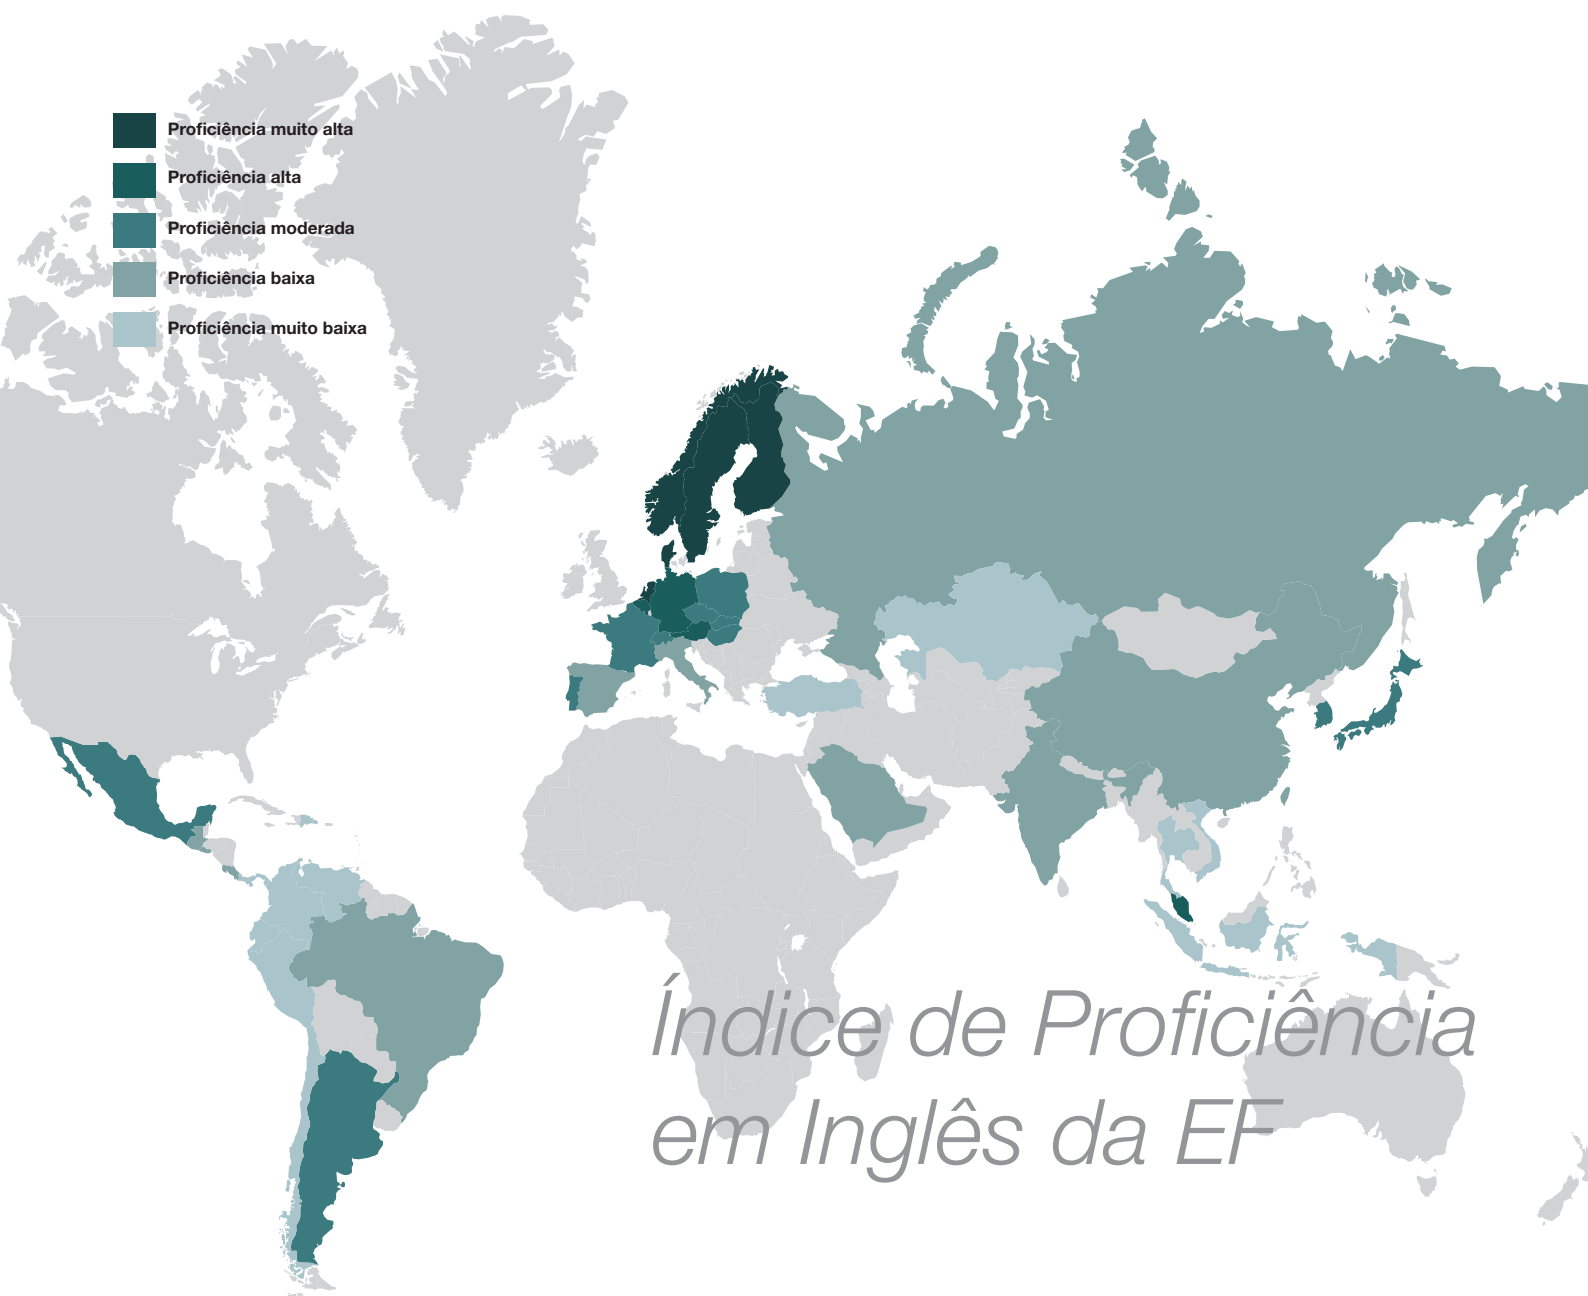 Proficiência muito alta
Proficiência alta
Proficiência moderada
Proficiência baixa
Proficiência muito baixa
Índice de Proficiência
em Inglês da EF